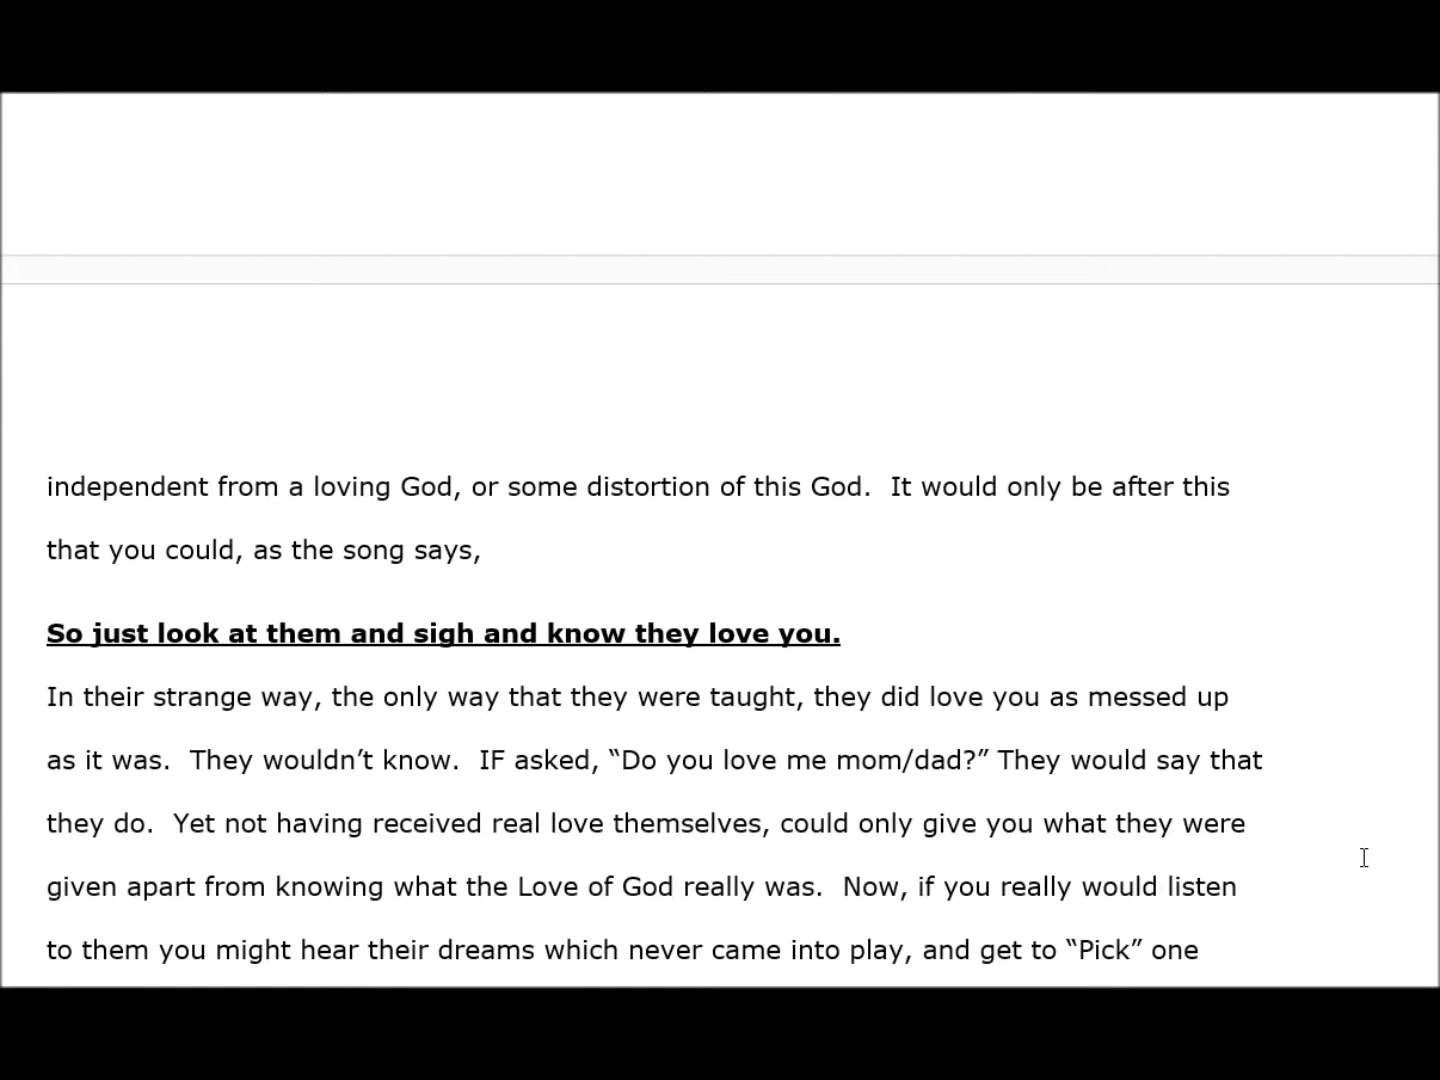 independent from a loving God, or some distortion of this God.  It would only be after this
that you could, as the song says,
So just look at them and sigh and know they love you.
In their strange way, the only way that they were taught, they did love you as messed up
as it was.  They wouldn’t know.  IF asked, “Do you love me mom/dad?” They would say that
they do.  Yet not having received real love themselves, could only give you what they were
given apart from knowing what the Love of God really was.  Now, if you really would listen
to them you might hear their dreams which never came into play, and get to “Pick” one